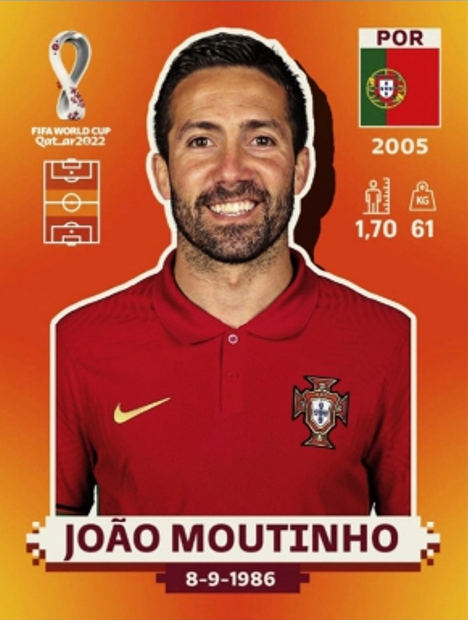 POR
FIFA WORLD CUP
Qatar2022
2005
KG
1,70 61
JOÃO MOUTINHO
8-9-1986